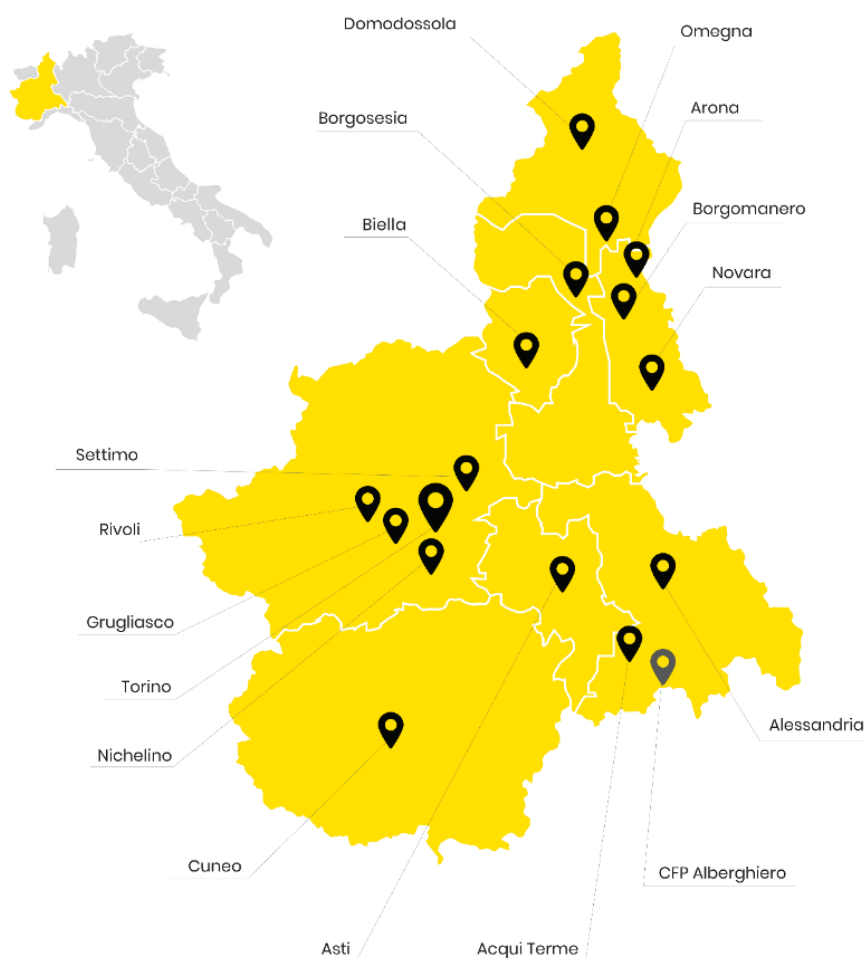 Domodossola
Omegna
Arona
Borgosesia
Borgomanero
Biella
Novara
Settimo
Rivoli
Grugliasco
Torino
Nichelino
Alessandria
Cuneo
CFP Alberghiero
Asti
Acqui Terme